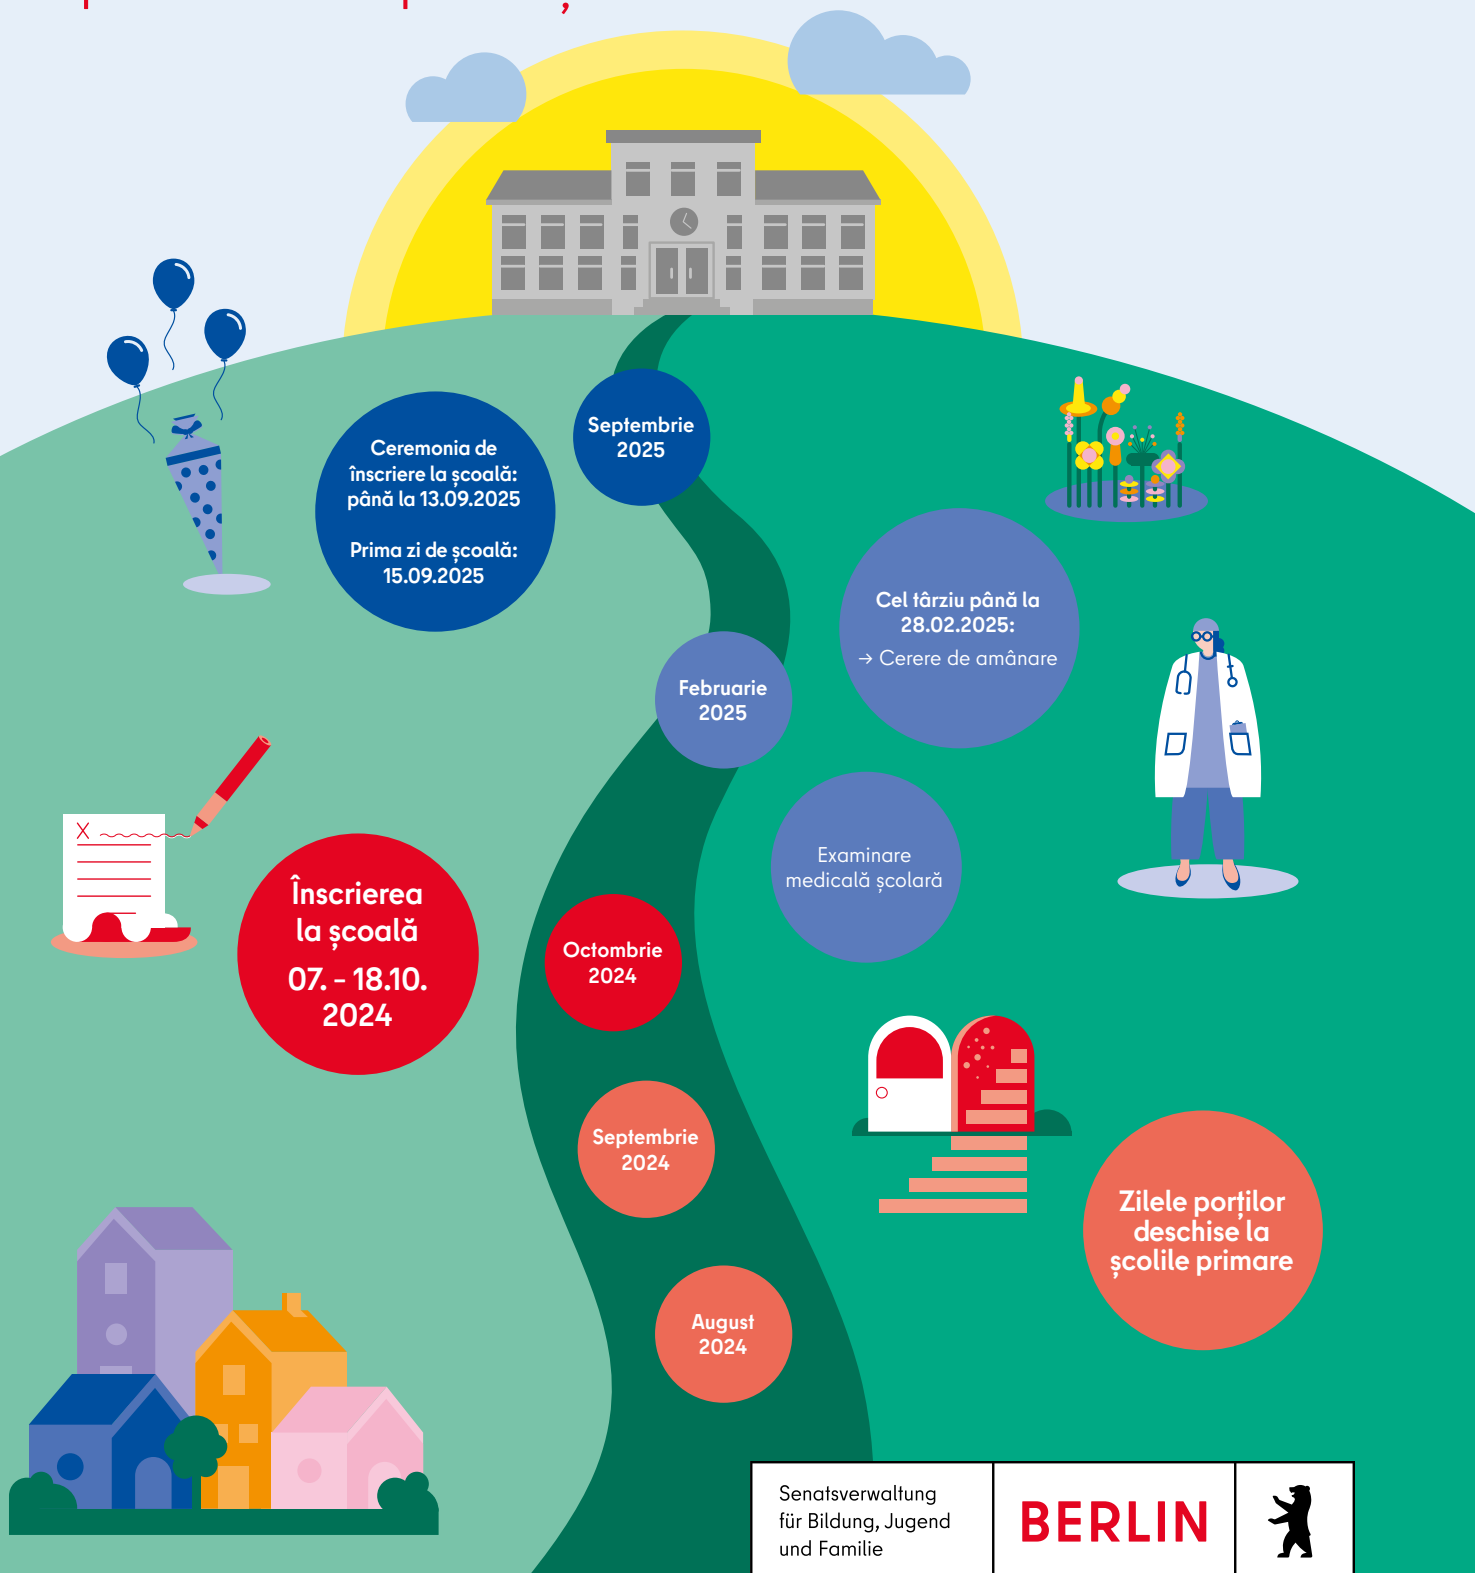 Septembrie
2025
Ceremonia de
înscriere la școală:
până la 13.09.2025
Prima zi de școală:
15.09.2025
Cel târziu până la
28.02.2025:
→ Cerere de amânare
Februarie
2025
Examinare
medicală școlară
Înscrierea
la școală
07. – 18.10.
2024
Octombrie
2024
Septembrie
2024
Zilele porților
deschise la
școlile primare
August
2024
Senatsverwaltung
für Bildung, Jugend
und Familie
BERLIN